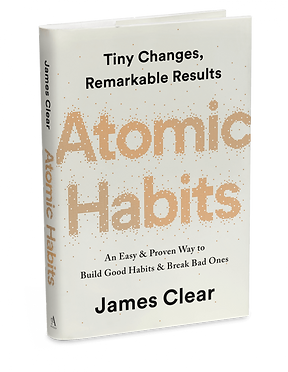 Tiny Changes,
Remarkable Results
Atomic
Habits
An Easy & Proven Way to
Build Good Habits & Break Bad Ones
James Clear
James Clear
Atomic Habits